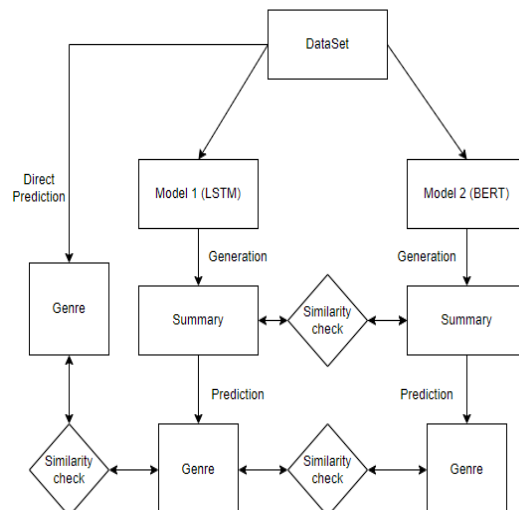 DataSet
Direct
Prediction
Model 1 (LSTM)
Model 2 (BERT)
Generation
Generation
Genre
Summary
Similarity
check
Summary
Prediction
Prediction
Similarity
check
Genre
Similarity
check
Genre